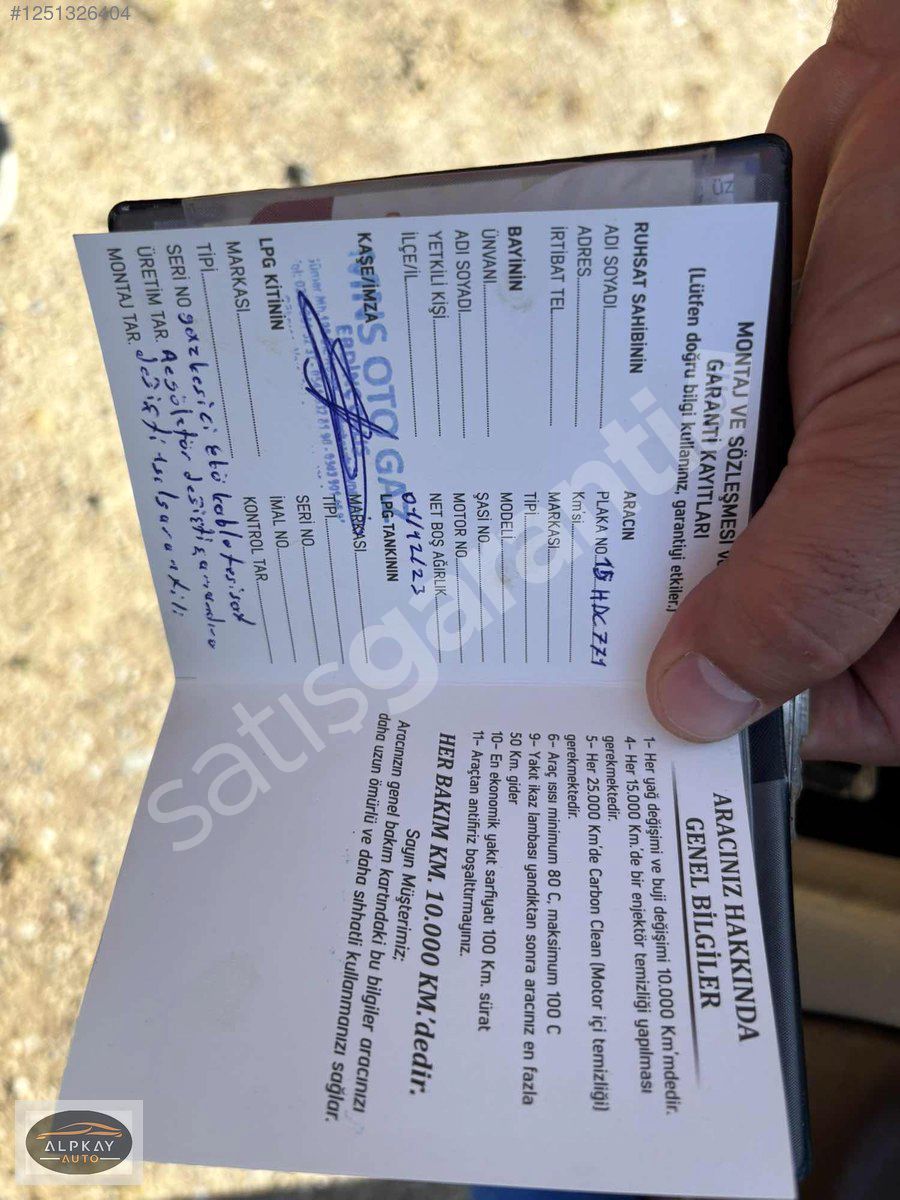 #1251326404
ÜZ
MONTAJ VE SÖZLEŞMESİ VE
GARANTİ KAYITLARI
(Lütfen doğru bilgi kullanınız, garantiyi etkiler.)
RUHSAT SAHİBİNİN
ADI SOYADI
ADRES
İRTİBAT TEL
BAYİNİN
ÜNVANI
ADI SOYADI
YETKİLİ KİŞİ
İLÇE/İL
KAŞE/İMZA
OTO GAZ
LPG KİTİNİN
MARKASI
TİPİ
SERİ NO
ÜRETİM TAR.
MONTAJ TAR.
ARACIN
PLAKA NO 15 HDC 771
Km'si
MARKASI
TİPİ
MODELİ
ŞASİ NO
MOTOR NO
NET BOŞ AĞIRLIK
LPG TANKININ
MARKASI
TİPİ
SERİ NO
İMAL NO
KONTROL TAR.
gaz kesici
değişti
ARACINIZ HAKKINDA
GENEL BİLGİLER
1- Her yağ değişimi ve buji değişimi 10.000 Km'mdedir.
4- Her 15.000 Km.'de bir enjektör temizliği yapılması
gerekmektedir.
5- Her 25.000 Km'de Carbon Clean (Motor içi temizliği)
gerekmektedir.
6- Araç ısısı minimum 80 C, maksimum 100 C
9- Yakıt ikaz lambası yandıktan sonra aracınız en fazla
50 Km. gider
10- En ekonomik yakıt sarfiyatı 100 Km. sürat
11- Araçtan antifiriz boşalttırmayınız.
HER BAKIM KM. 10.000 KM.'dedir.
Sayın Müşterimiz;
Aracınızın genel bakım kartındaki bu bilgiler aracınızı
daha uzun ömürlü ve daha sıhhatli kullanmanızı sağlar.
satışgaranti
ALPKAY
AUTO